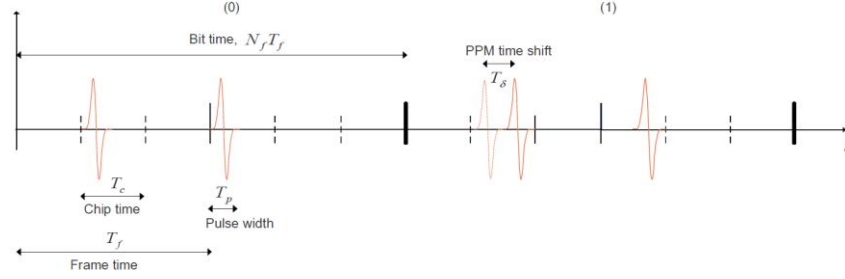 (0)
(1)
Bit time, N_f T_f
PPM time shift
T_δ
T_c
Chip time
T_p
Pulse width
T_f
Frame time